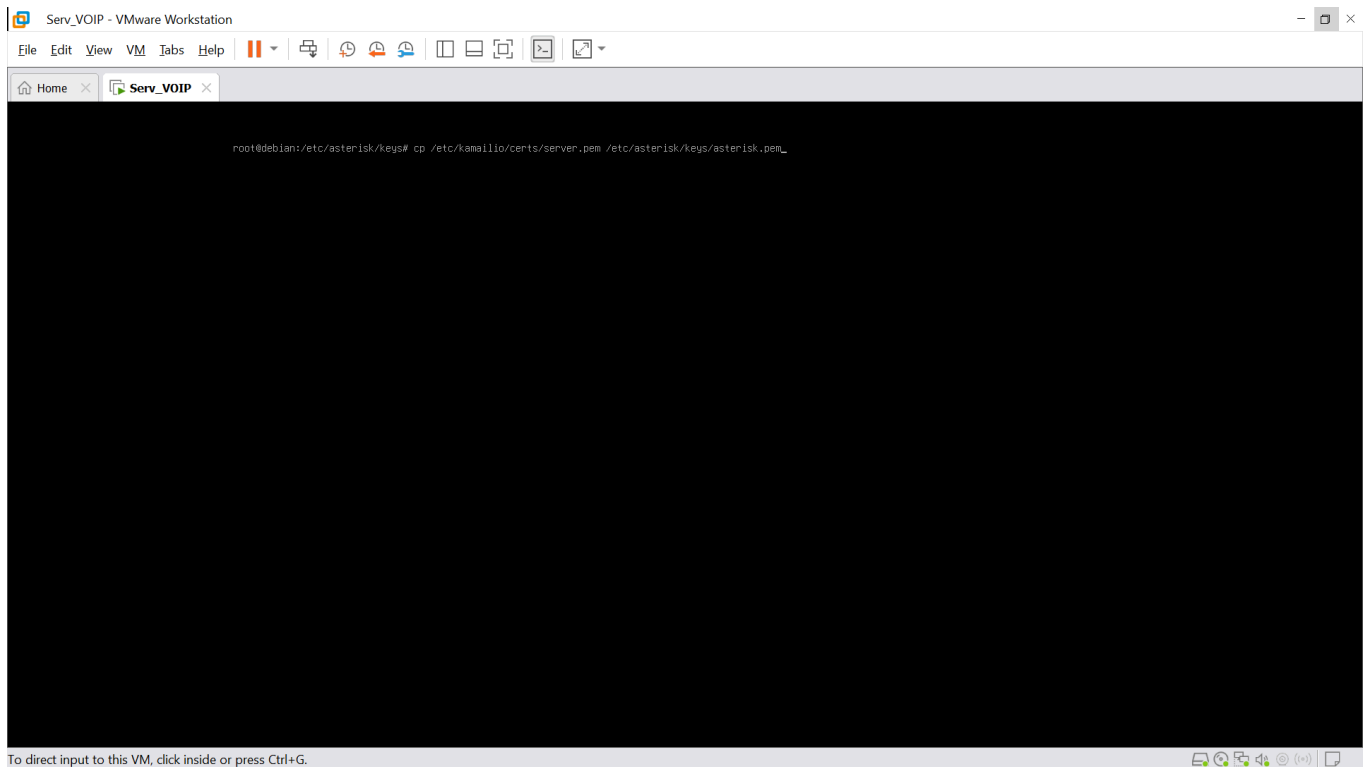 Serv_VOIP - VMware Workstation
File Edit View VM Tabs Help
Home Serv_VOIP
root@debian:/etc/asterisk/keys# cp /etc/kamailio/certs/server.pem /etc/asterisk/keys/asterisk.pem_
To direct input to this VM, click inside or press Ctrl+G.